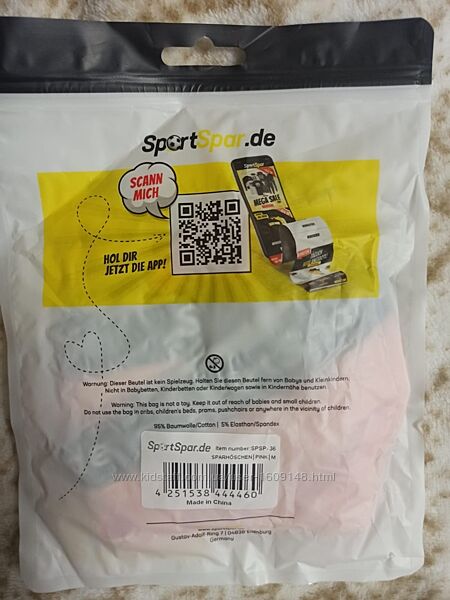 SportSpar.de
SCANN
MICH
HOL DIR
JETZT DIE APP!
SportSpar
MEGA SALE
Warnung: Dieser Beutel ist kein Spielzeug. Halten Sie diesen Beutel fern von Babys und Kleinkindern.
Nicht in Babybetten, Kinderbetten oder Kinderwagen sowie in Kindernähe benutzen.
Warning: This bag is not a toy. Keep it out of reach of babies and small children.
Do not use the bag in cribs, children's beds, prams, pushchairs or anywhere in the vicinity of children.
95% Baumwolle/Cotton | 5% Elasthan/Spandex
SportSpar.de Item number: SPSP-36
SPARHÖSCHEN | PINK | M
4 251538 444460
Made in China
Gustav-Adolf-Ring 7 | 04838 Eilenburg
Germany